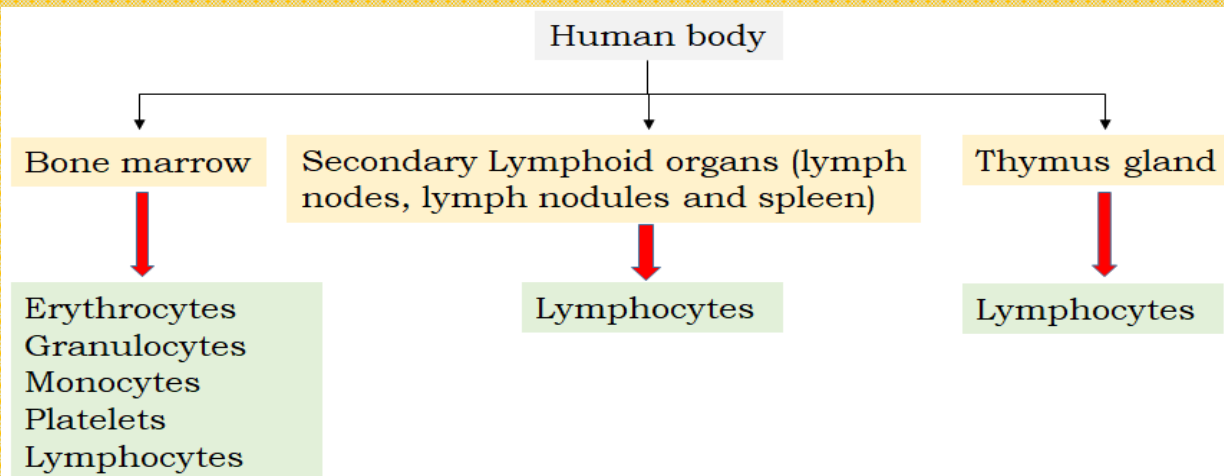 Human body
Bone marrow
Secondary Lymphoid organs (lymph
nodes, lymph nodules and spleen)
Thymus gland
Erythrocytes
Granulocytes
Monocytes
Platelets
Lymphocytes
Lymphocytes
Lymphocytes